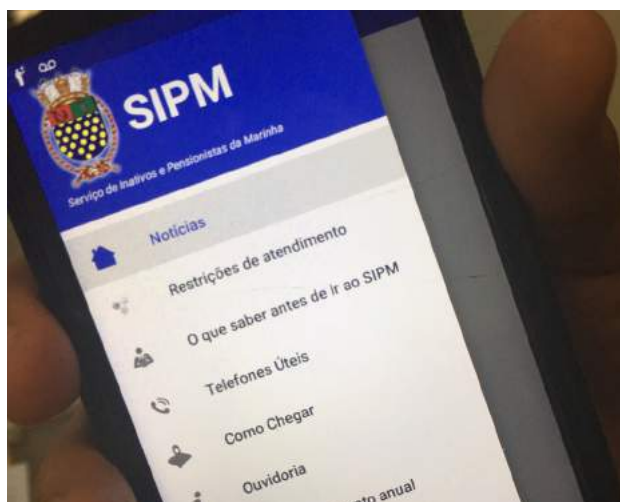 SIPM
Serviço de Inativos e Pensionistas da Marinha
Notícias
Restrições de atendimento
O que saber antes de ir ao SIPM
Telefones Úteis
Como Chegar
Ouvidoria
anual